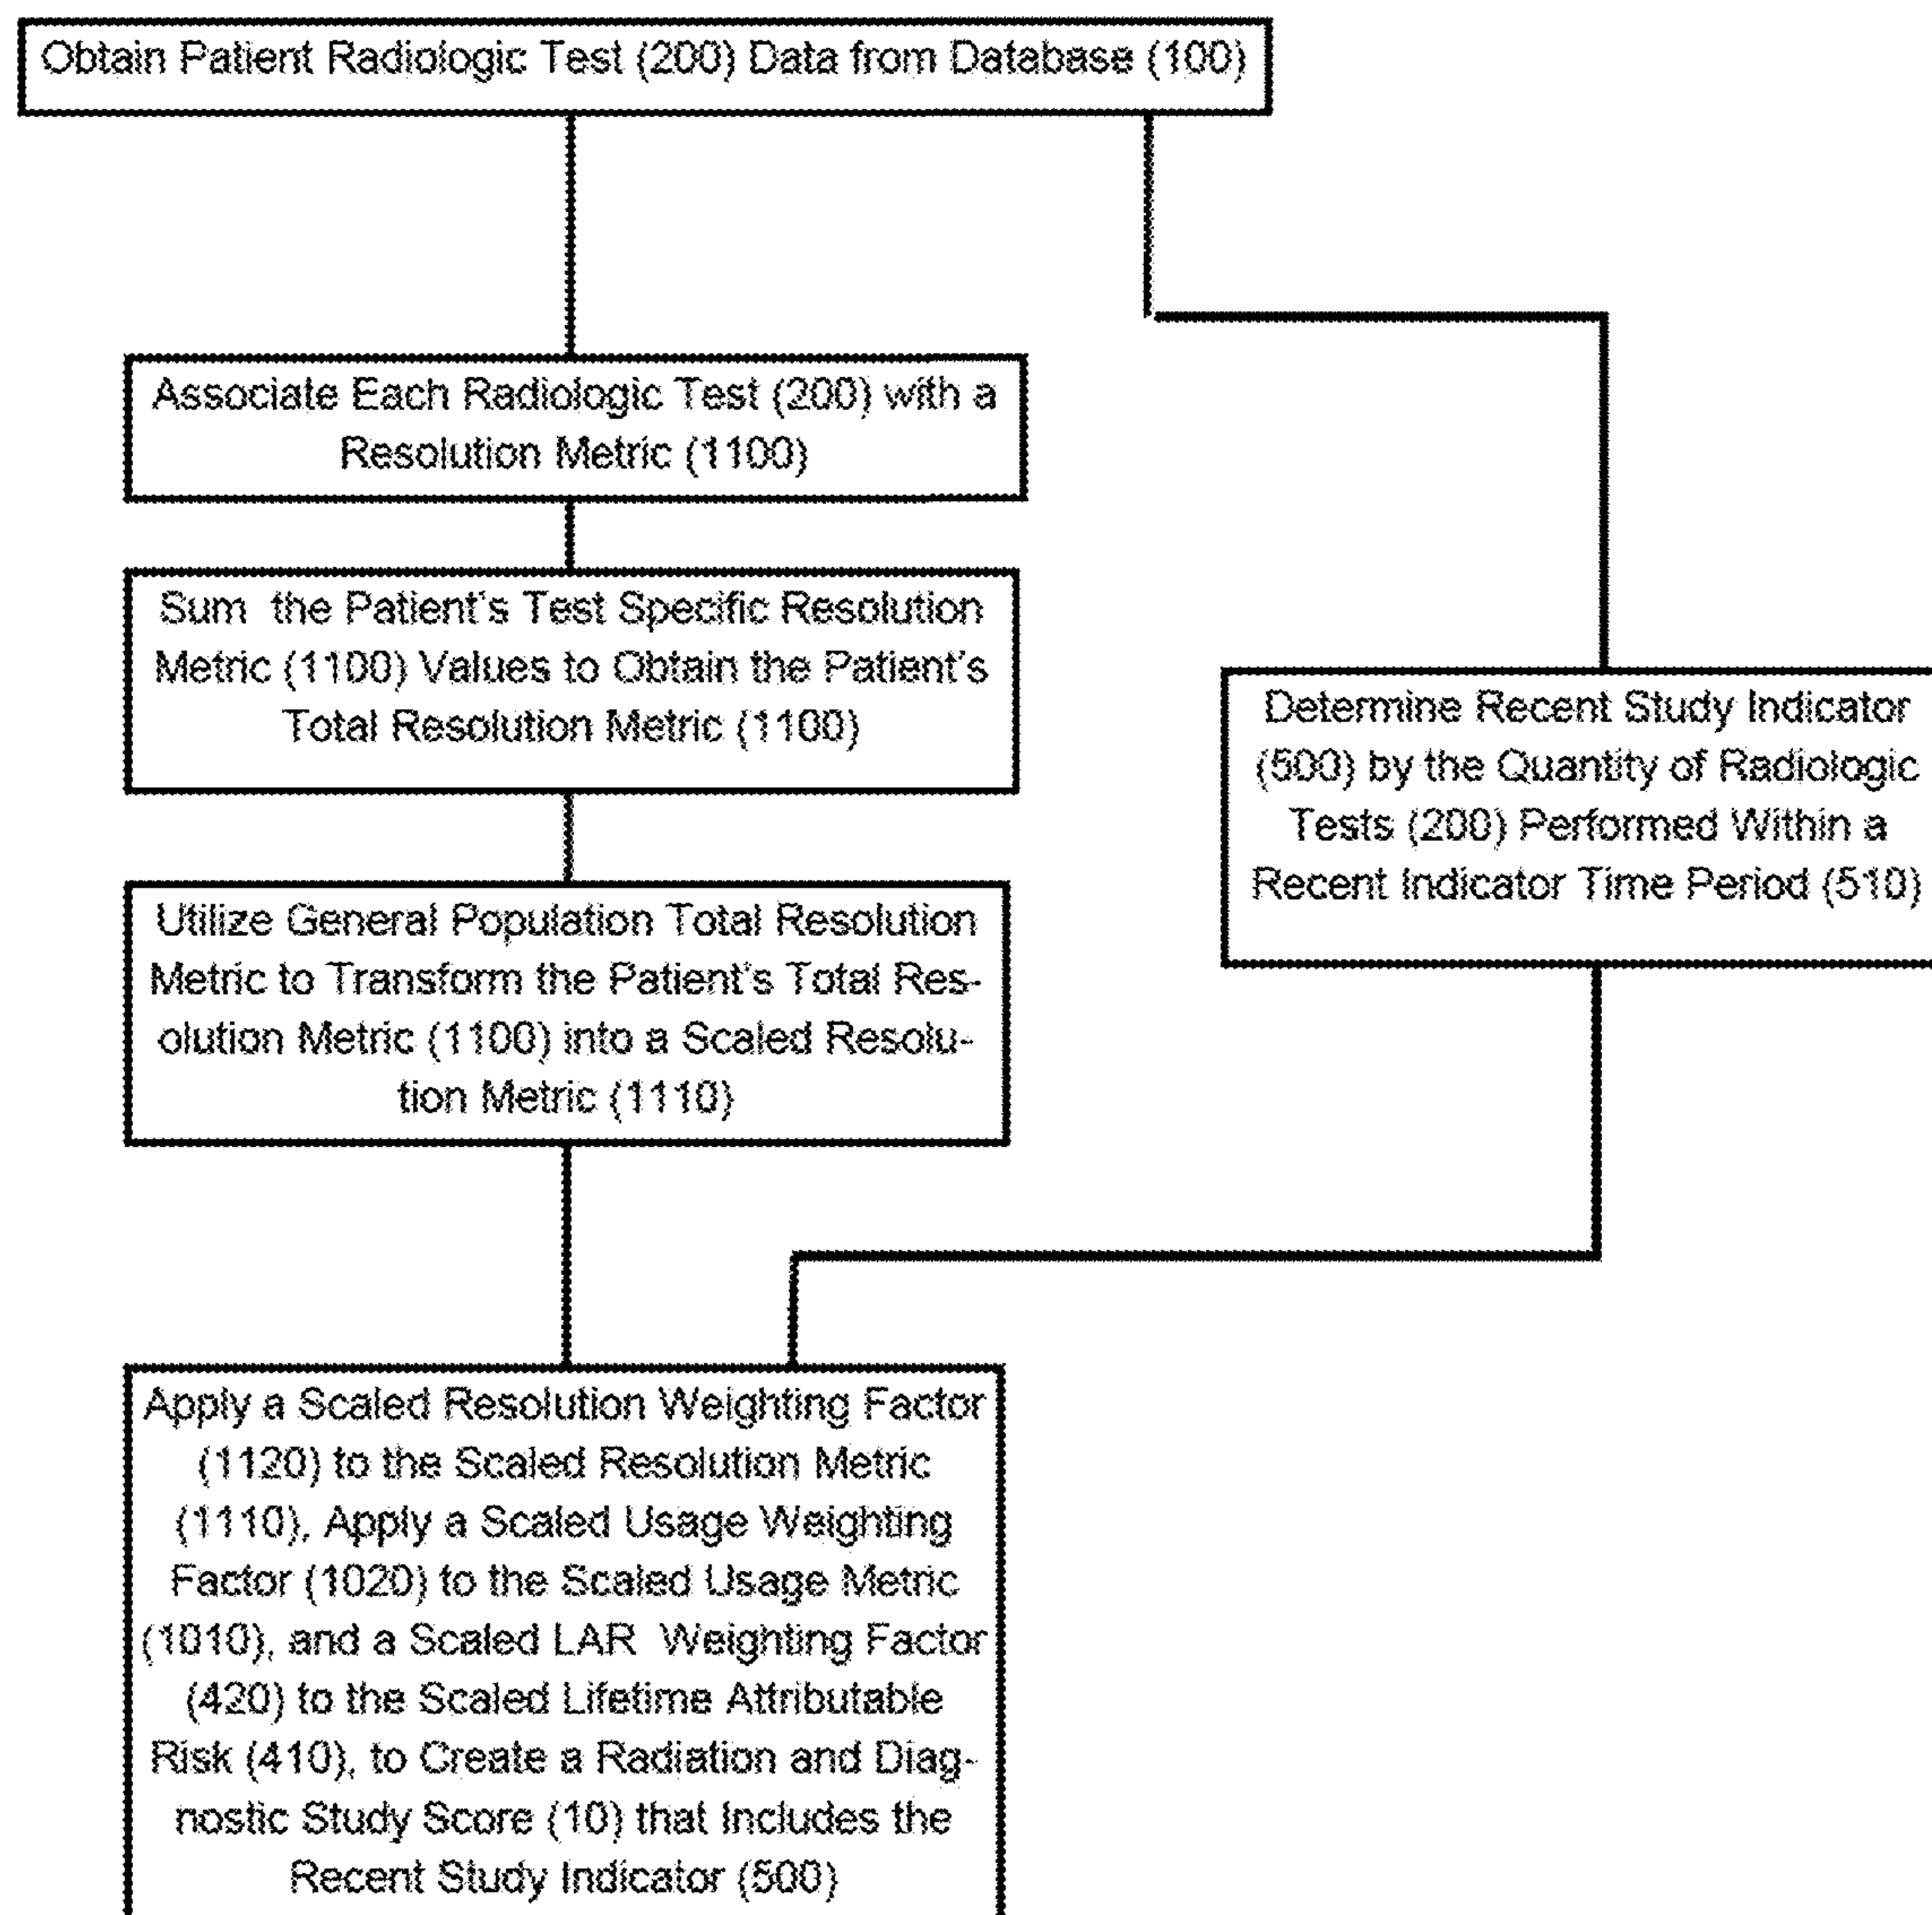 Obtain Patient Radiologic Test (200) Data from Database (100)
Associate Each Radiologic Test (200) with a
Resolution Metric (1100)
Sum the Patient's Test Specific Resolution
Metric (1100) Values to Obtain the Patient's
Total Resolution Metric (1100)
Determine Recent Study Indicator
(500) by the Quantity of Radiologic
Tests (200) Performed Within a
Recent Indicator Time Period (510)
Utilize General Population Total Resolution
Metric to Transform the Patient's Total Res-
olution Metric (1100) into a Scaled Resolu-
tion Metric (1110)
Apply a Scaled Resolution Weighting Factor
(1120) to the Scaled Resolution Metric
(1110), Apply a Scaled Usage Weighting
Factor (1020) to the Scaled Usage Metric
(1010), and a Scaled LAR Weighting Factor
(420) to the Scaled Lifetime Attributable
Risk (410), to Create a Radiation and Diag-
nostic Study Score (10) that Includes the
Recent Study Indicator (500)